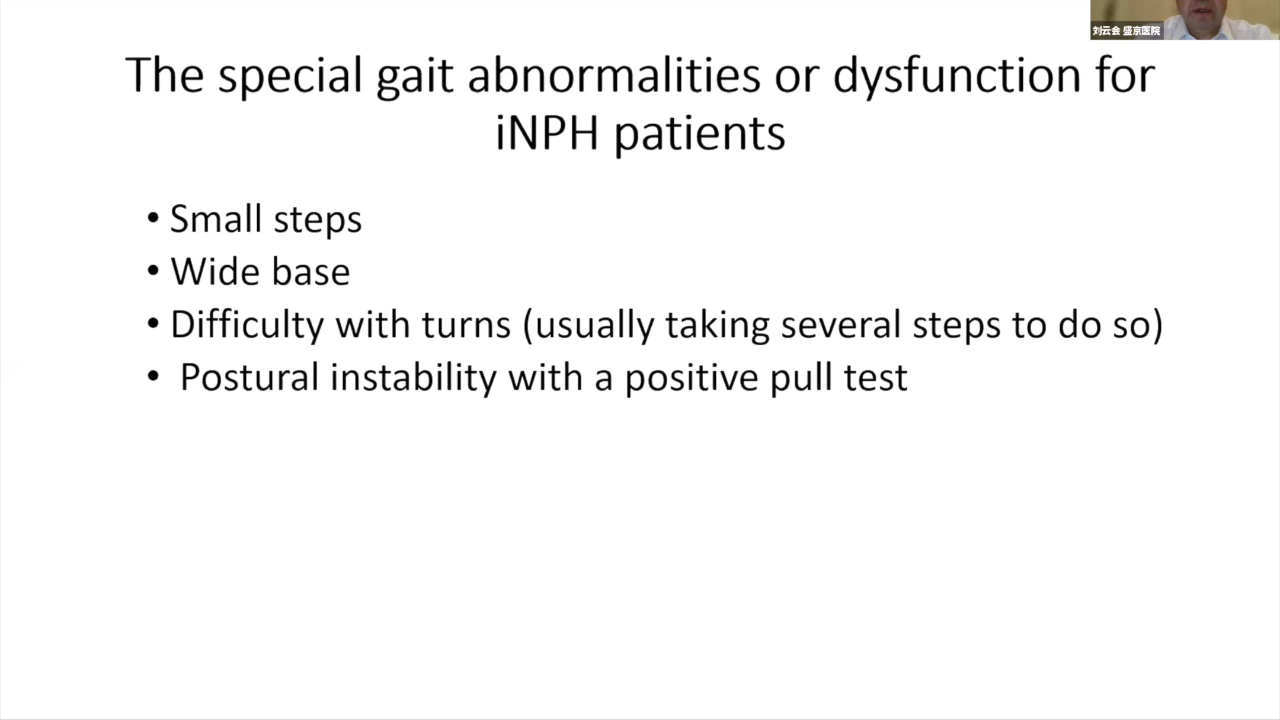 刘云会 盛京医院
The special gait abnormalities or dysfunction for
iNPH patients
• Small steps
• Wide base
• Difficulty with turns (usually taking several steps to do so)
• Postural instability with a positive pull test